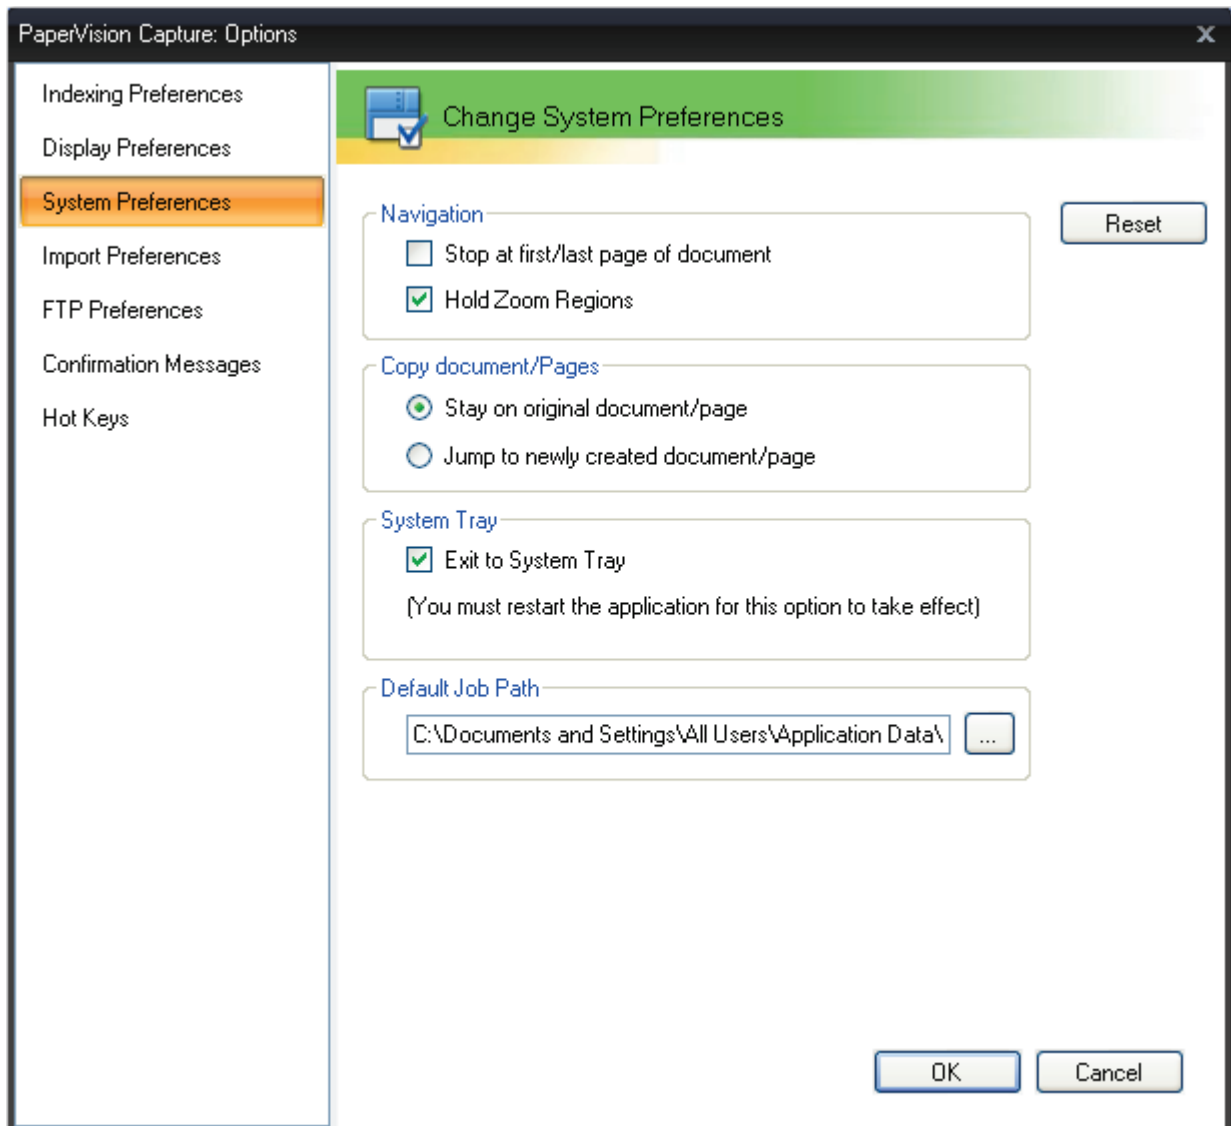 PaperVision Capture: Options
x
Indexing Preferences
Display Preferences
System Preferences
Import Preferences
FTP Preferences
Confirmation Messages
Hot Keys
Change System Preferences
Reset
Navigation
Stop at first/last page of document
Hold Zoom Regions
Copy document/Pages
Stay on original document/page
Jump to newly created document/page
System Tray
Exit to System Tray
(You must restart the application for this option to take effect)
Default Job Path
C:\Documents and Settings\All Users\Application Data\
...
OK
Cancel